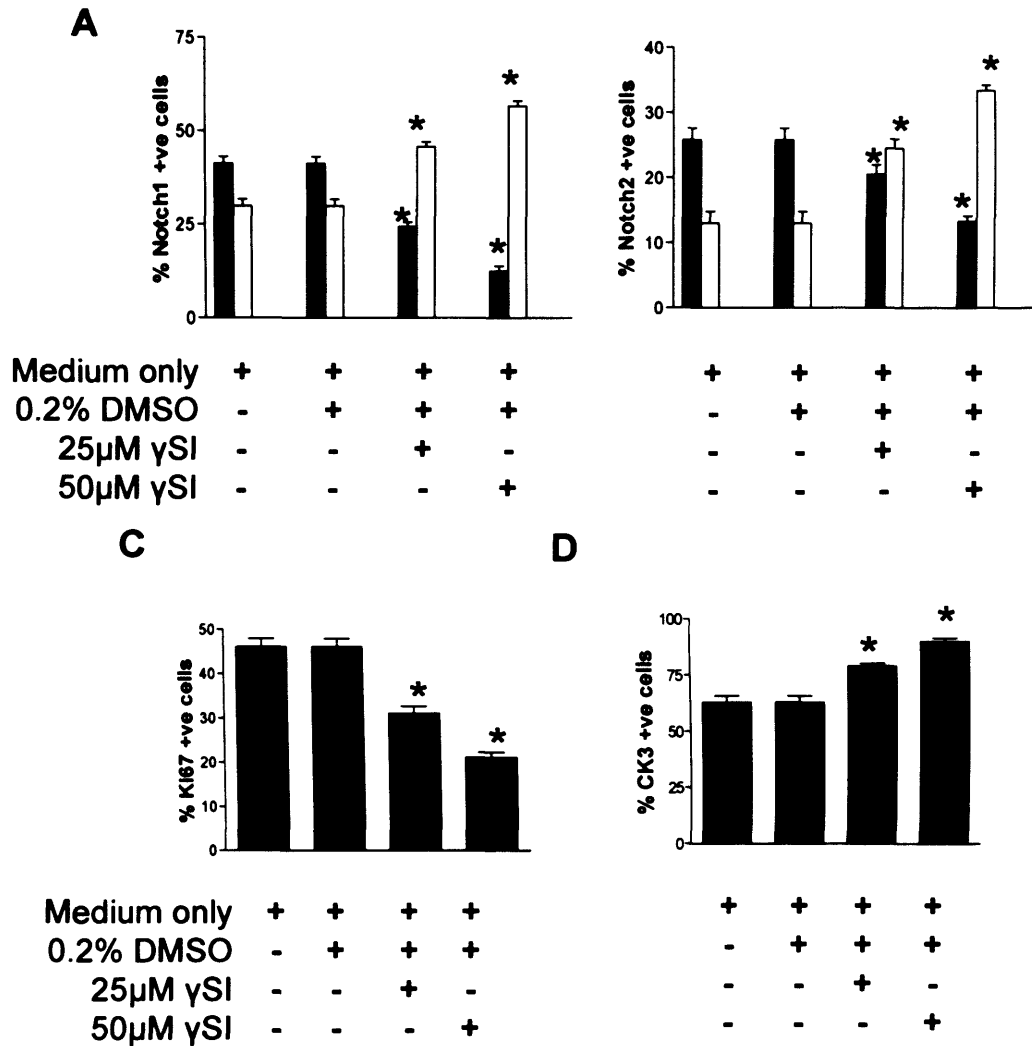 A
75
50
25
0
% Notch1 +ve cells
* * * *
40
30
20
10
0
% Notch2 +ve cells
* * * *
Medium only + + + + + + + +
0.2% DMSO - + + + - + + +
25µM γSI - - + - - - + -
50µM γSI - - - + - - - +
C
50
40
30
20
10
0
% KI67 +ve cells
* *
D
100
75
50
25
0
% CK3 +ve cells
* *
Medium only + + + + + + + +
0.2% DMSO - + + + - + + +
25µM γSI - - + - - - + -
50µM γSI - - - + - - - +